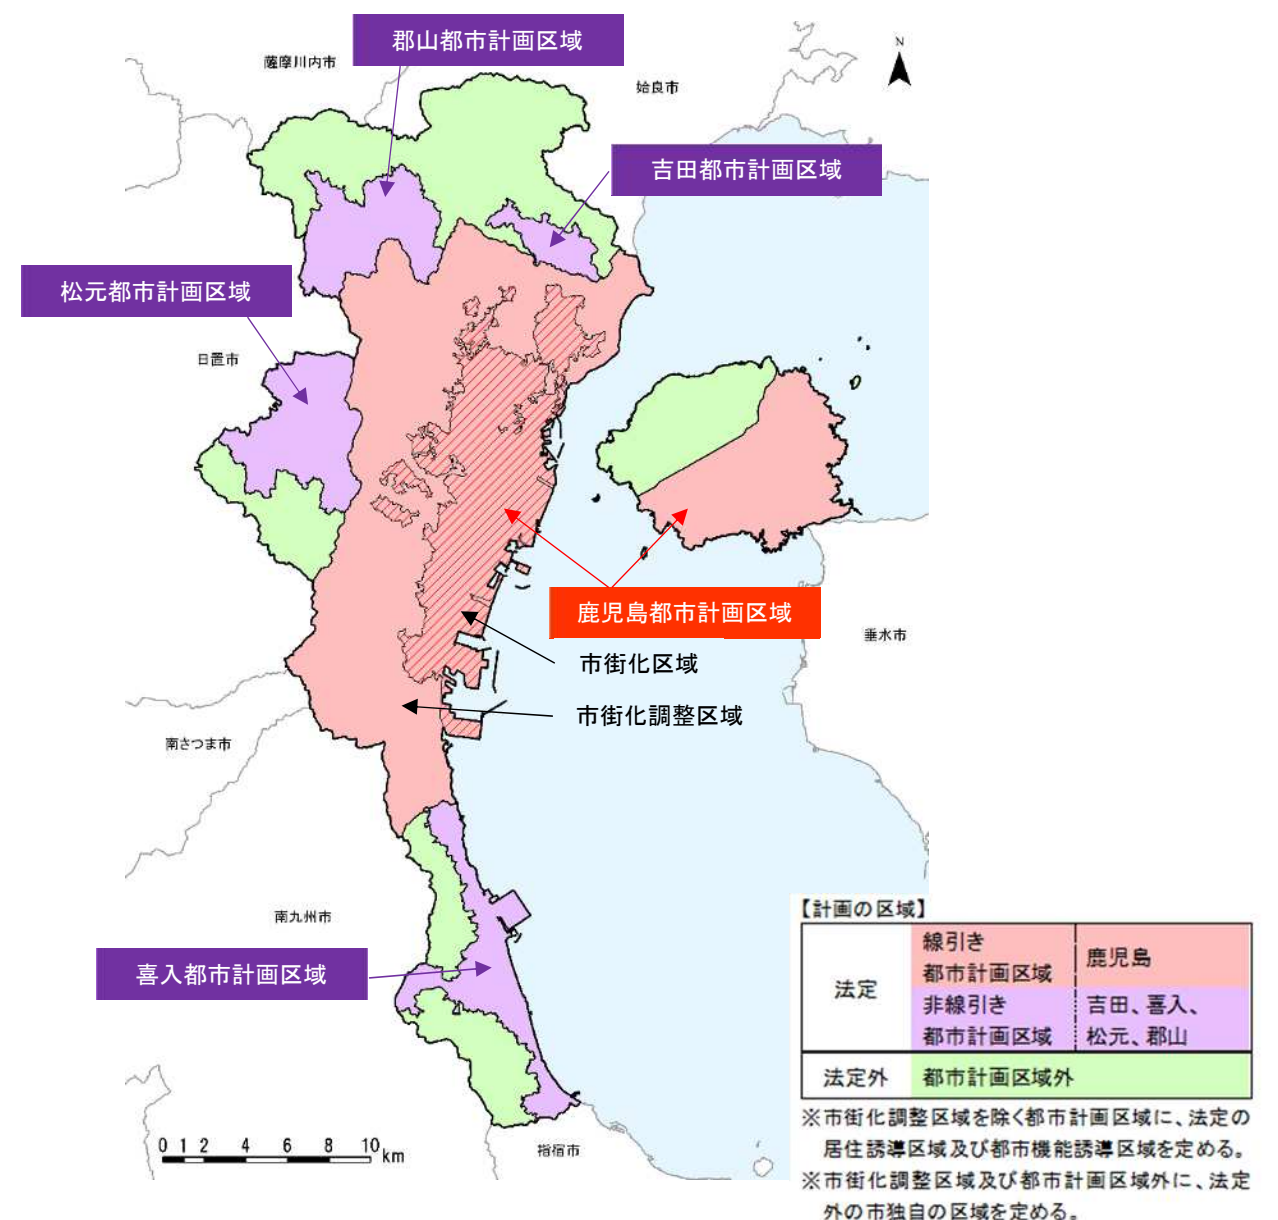 郡山都市計画区域
薩摩川内市
姶良市
N
吉田都市計画区域
松元都市計画区域
日置市
鹿児島都市計画区域
垂水市
市街化区域
市街化調整区域
南さつま市
南九州市
喜入都市計画区域
指宿市
0 1 2 4 6 8 10 km
【計画の区域】
法定
線引き
都市計画区域
鹿児島
非線引き
都市計画区域
吉田、喜入、
松元、郡山
法定外
都市計画区域外
※市街化調整区域を除く都市計画区域に、法定の
居住誘導区域及び都市機能誘導区域を定める。
※市街化調整区域及び都市計画区域外に、法定
外の市独自の区域を定める。